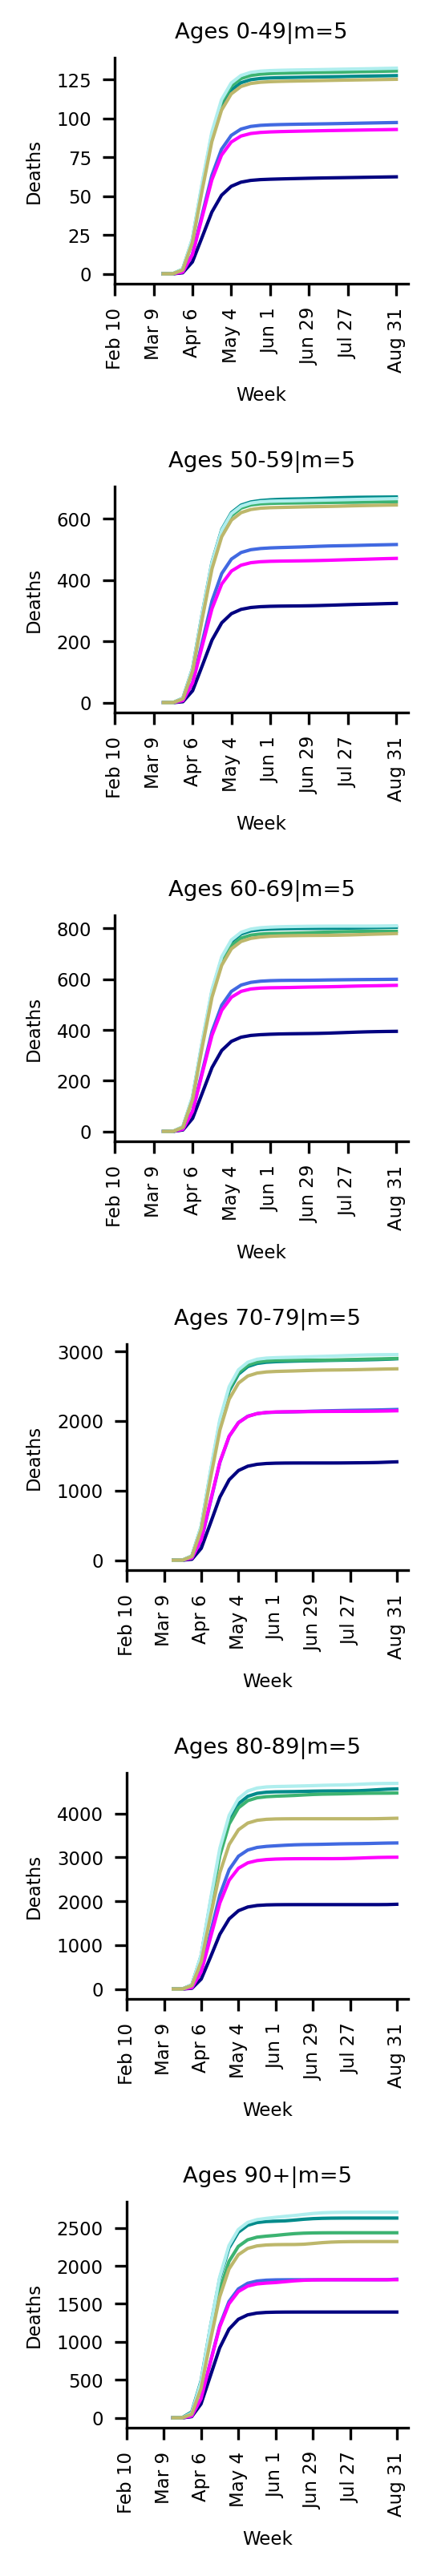 Ages 0-49|m=5
125
100
75
50
25
0
Deaths
Feb 10
Mar 9
Apr 6
May 4
Jun 1
Jun 29
Jul 27
Aug 31
Week
Ages 50-59|m=5
600
400
200
0
Deaths
Feb 10
Mar 9
Apr 6
May 4
Jun 1
Jun 29
Jul 27
Aug 31
Week
Ages 60-69|m=5
800
600
400
200
0
Deaths
Feb 10
Mar 9
Apr 6
May 4
Jun 1
Jun 29
Jul 27
Aug 31
Week
Ages 70-79|m=5
3000
2000
1000
0
Deaths
Feb 10
Mar 9
Apr 6
May 4
Jun 1
Jun 29
Jul 27
Aug 31
Week
Ages 80-89|m=5
4000
3000
2000
1000
0
Deaths
Feb 10
Mar 9
Apr 6
May 4
Jun 1
Jun 29
Jul 27
Aug 31
Week
Ages 90+|m=5
2500
2000
1500
1000
500
0
Deaths
Feb 10
Mar 9
Apr 6
May 4
Jun 1
Jun 29
Jul 27
Aug 31
Week